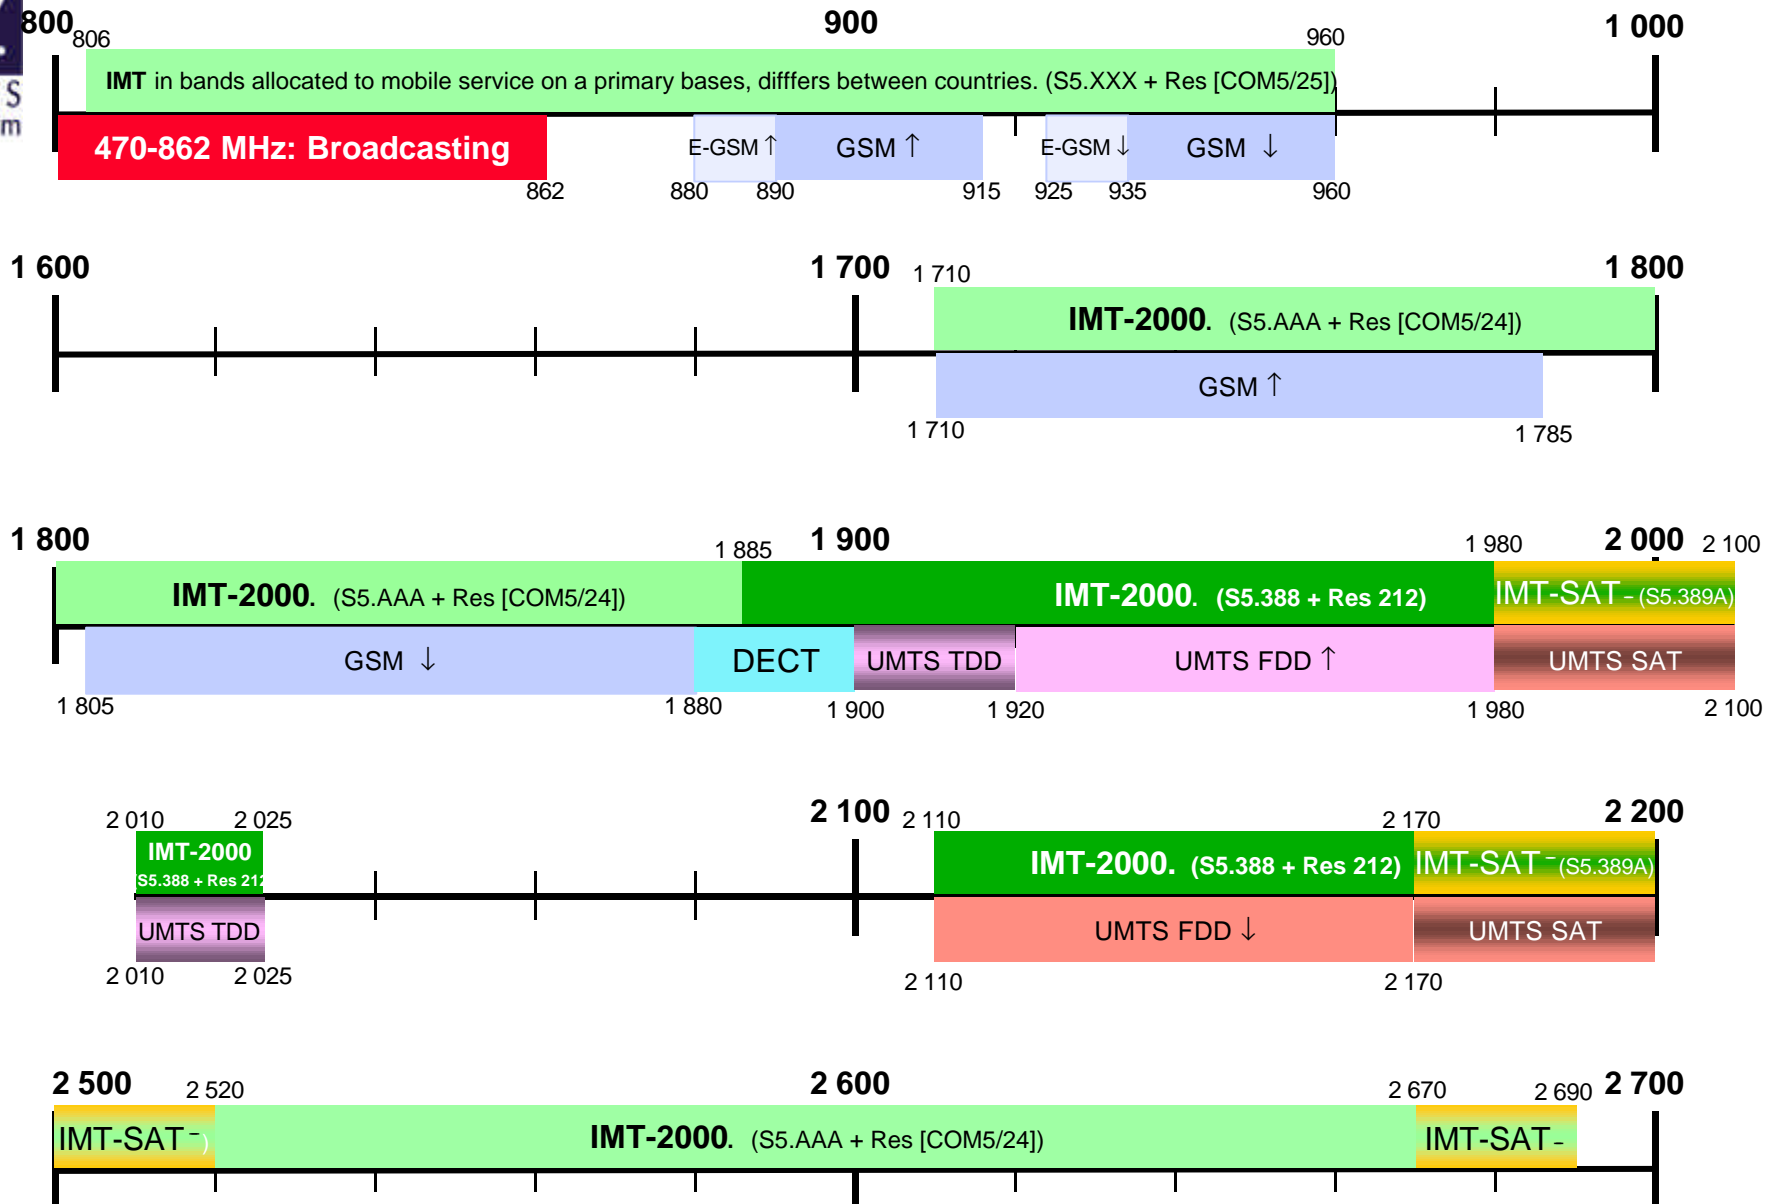 800 900 1 000
806 960
IMT in bands allocated to mobile service on a primary bases, difffers between countries. (S5.XXX + Res [COM5/25])
S
m
470-862 MHz: Broadcasting E-GSM ↑ GSM ↑ E-GSM ↓ GSM ↓
862 880 890 915 925 935 960
1 600 1 700 1 710 1 800
IMT-2000. (S5.AAA + Res [COM5/24])
GSM ↑
1 710 1 785
1 800 1 885 1 900 1 980 2 000 2 100
IMT-2000. (S5.AAA + Res [COM5/24]) IMT-2000. (S5.388 + Res 212) IMT-SAT - (S5.389A)
GSM ↓ DECT UMTS TDD UMTS FDD ↑ UMTS SAT
1 805 1 880 1 900 1 920 1 980 2 100
2 010 2 025 2 100 2 110 2 170 2 200
IMT-2000 IMT-2000. (S5.388 + Res 212) IMT-SAT - (S5.389A)
(S5.388 + Res 212
UMTS TDD UMTS FDD ↓ UMTS SAT
2 010 2 025 2 110 2 170
2 500 2 520 2 600 2 670 2 690 2 700
IMT-SAT - ) IMT-2000. (S5.AAA + Res [COM5/24]) IMT-SAT -